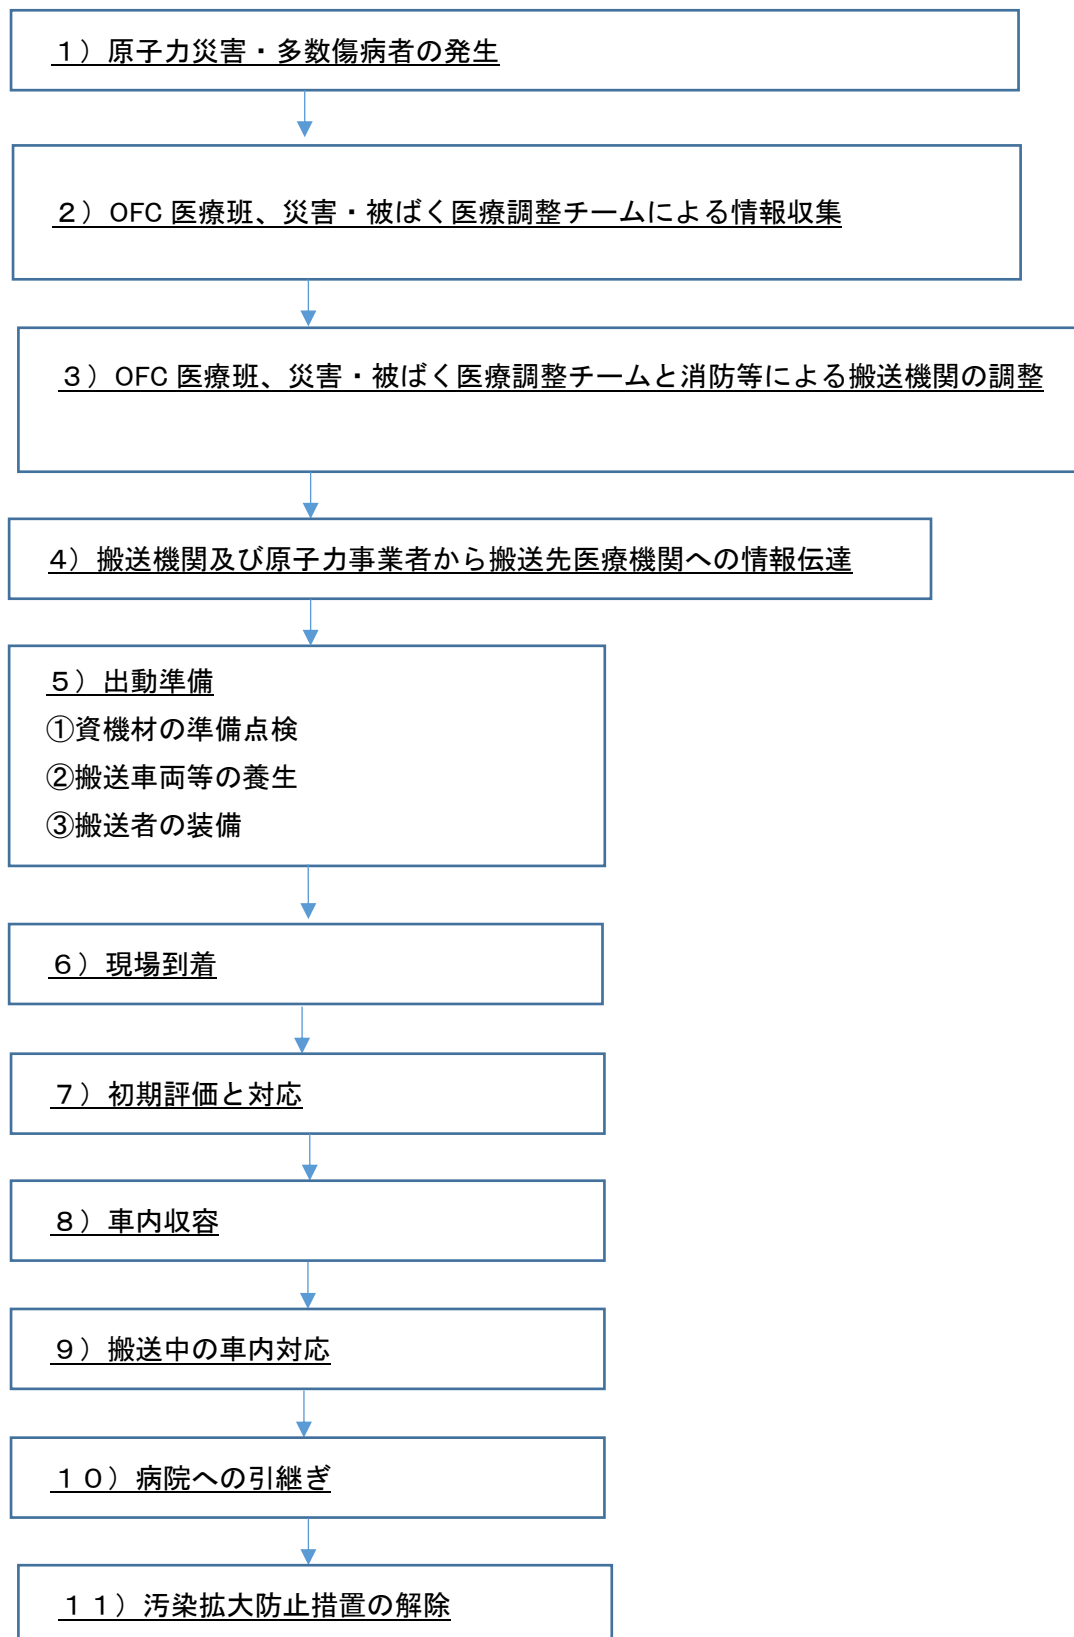 １）原子力災害・多数傷病者の発生
２）OFC 医療班、災害・被ばく医療調整チームによる情報収集
３）OFC 医療班、災害・被ばく医療調整チームと消防等による搬送機関の調整
４）搬送機関及び原子力事業者から搬送先医療機関への情報伝達
５）出動準備
①資機材の準備点検
②搬送車両等の養生
③搬送者の装備
６）現場到着
７）初期評価と対応
８）車内収容
９）搬送中の車内対応
１０）病院への引継ぎ
１１）汚染拡大防止措置の解除